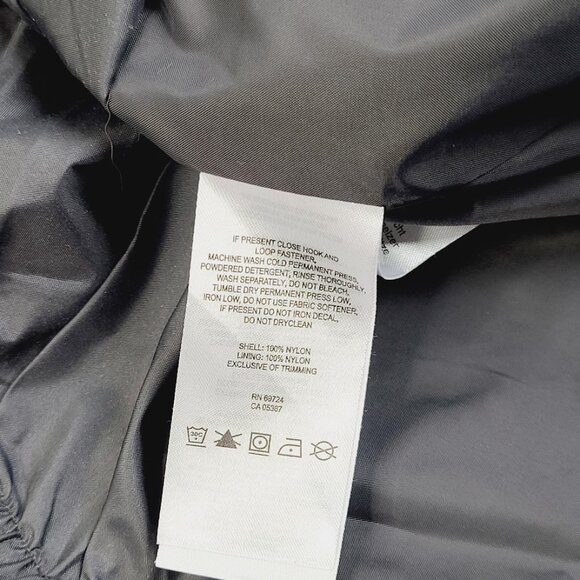 IF PRESENT CLOSE HOOK AND
LOOP FASTENER.
MACHINE WASH COLD PERMANENT PRESS,
POWDERED DETERGENT, RINSE THOROUGHLY.
WASH SEPARATELY, DO NOT BLEACH.
TUMBLE DRY PERMANENT PRESS LOW,
IRON LOW, DO NOT USE FABRIC SOFTENER.
IF PRESENT DO NOT IRON DECAL.
DO NOT DRYCLEAN
SHELL: 100% NYLON
LINING: 100% NYLON
EXCLUSIVE OF TRIMMING
RN 69724
CA 05387
30C